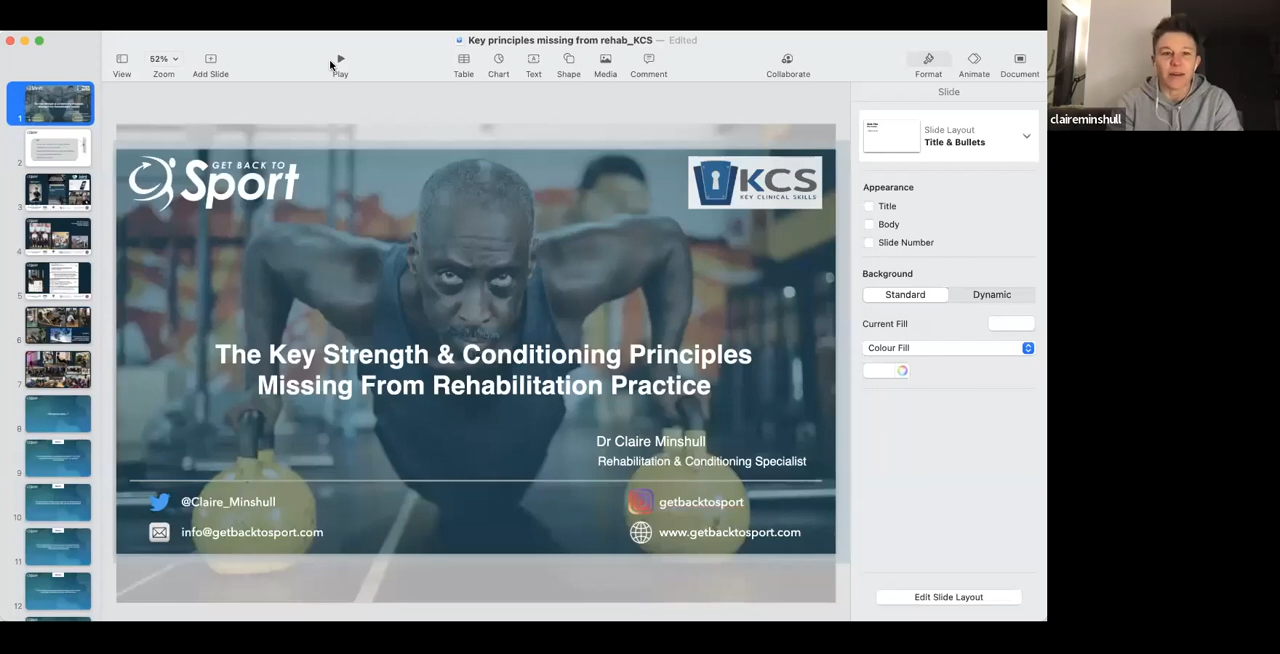 Key principles missing from rehab_KCS — Edited
View
52%
Zoom
Add Slide
Play
Table
Chart
Text
Shape
Media
Comment
Collaborate
Format
Animate
Document
claireminshull
Slide
Slide Layout
Title & Bullets
Appearance
Title
Body
Slide Number
Background
Standard
Dynamic
Current Fill
Colour Fill
Edit Slide Layout
1
2
3
4
5
6
7
8
9
10
11
12
GET BACK TO
Sport
KCS
KEY CLINICAL SKILLS
The Key Strength & Conditioning Principles
Missing From Rehabilitation Practice
Dr Claire Minshull
Rehabilitation & Conditioning Specialist
@Claire_Minshull
getbacktosport
info@getbacktosport.com
www.getbacktosport.com